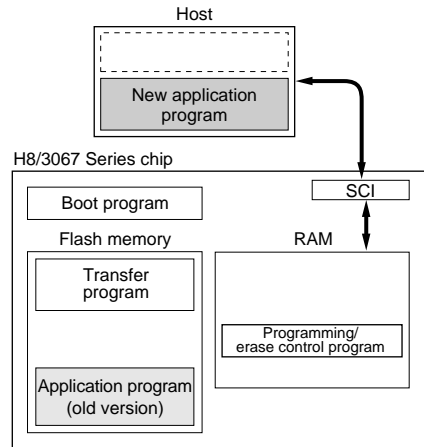 Host
New application
program
H8/3067 Series chip
SCI
Boot program
Flash memory
RAM
Transfer
program
Programming/
erase control program
Application program
(old version)